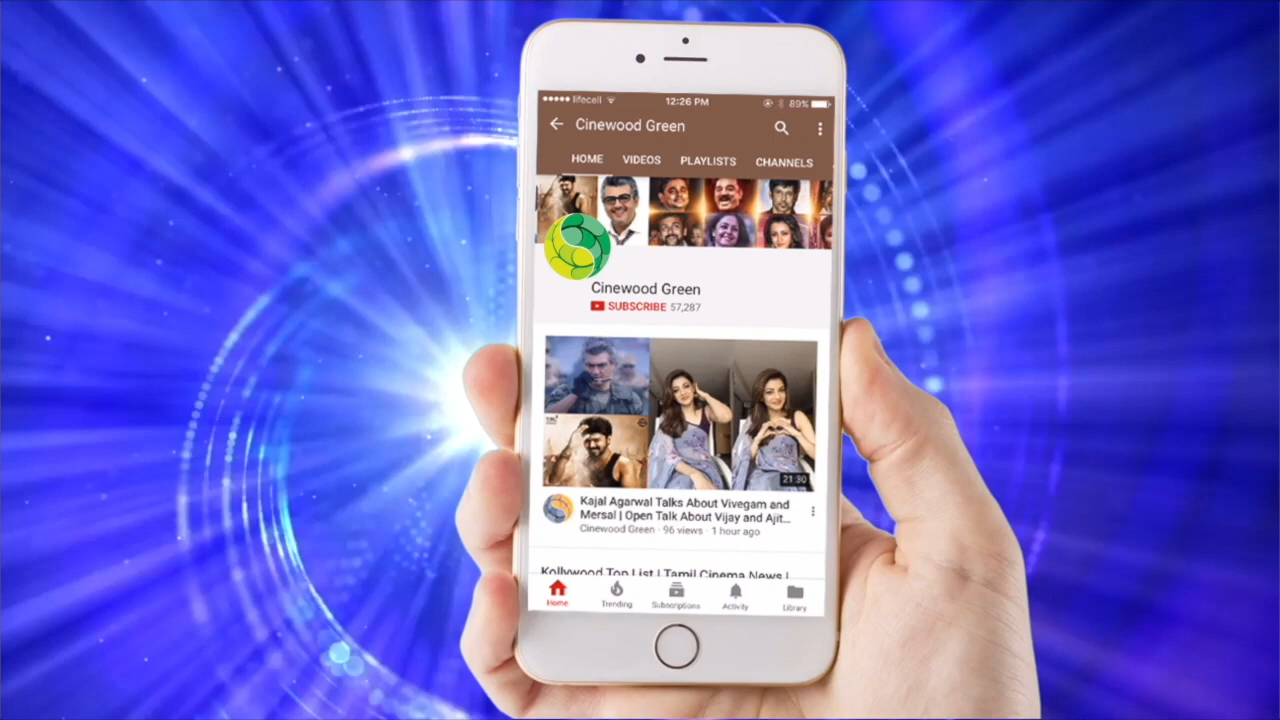 lifecell 12:26 PM 89%
Cinewood Green
HOME VIDEOS PLAYLISTS CHANNELS
Cinewood Green
SUBSCRIBE 57,287
21:30
Kajal Agarwal Talks About Vivegam and
Mersal | Open Talk About Vijay and Ajit...
Cinewood Green · 96 views · 1 hour ago
Kollywood Top List | Tamil Cinema News |
Home Trending Subscriptions Activity Library